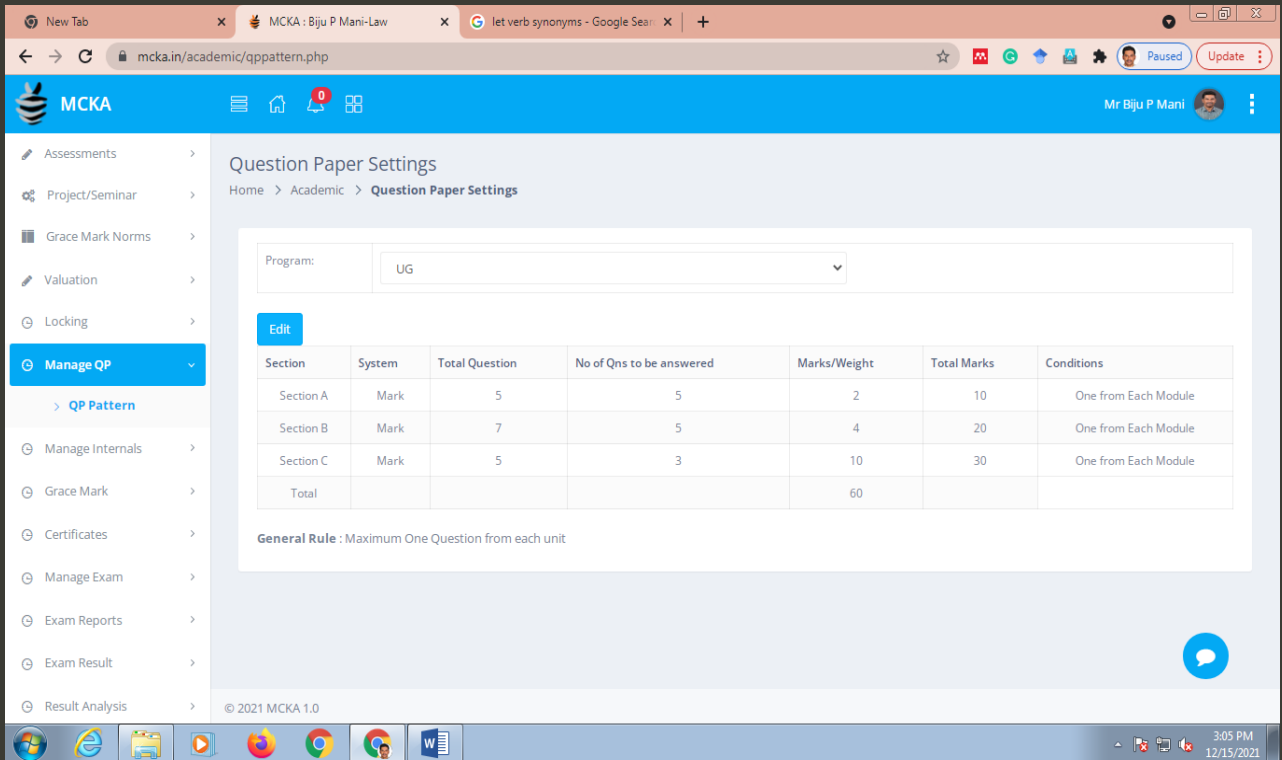 New Tab
MCKA : Biju P Mani-Law
let verb synonyms - Google Sear
mcka.in/academic/qppattern.php
Paused
Update
MCKA
0
Mr Biju P Mani
Assessments
Project/Seminar
Grace Mark Norms
Valuation
Locking
Manage QP
QP Pattern
Manage Internals
Grace Mark
Certificates
Manage Exam
Exam Reports
Exam Result
Result Analysis
Question Paper Settings
Home > Academic > Question Paper Settings
Program: UG
Edit
Section System Total Question No of Qns to be answered Marks/Weight Total Marks Conditions
Section A Mark 5 5 2 10 One from Each Module
Section B Mark 7 5 4 20 One from Each Module
Section C Mark 5 3 10 30 One from Each Module
Total 60
General Rule : Maximum One Question from each unit
© 2021 MCKA 1.0
3:05 PM
12/15/2021